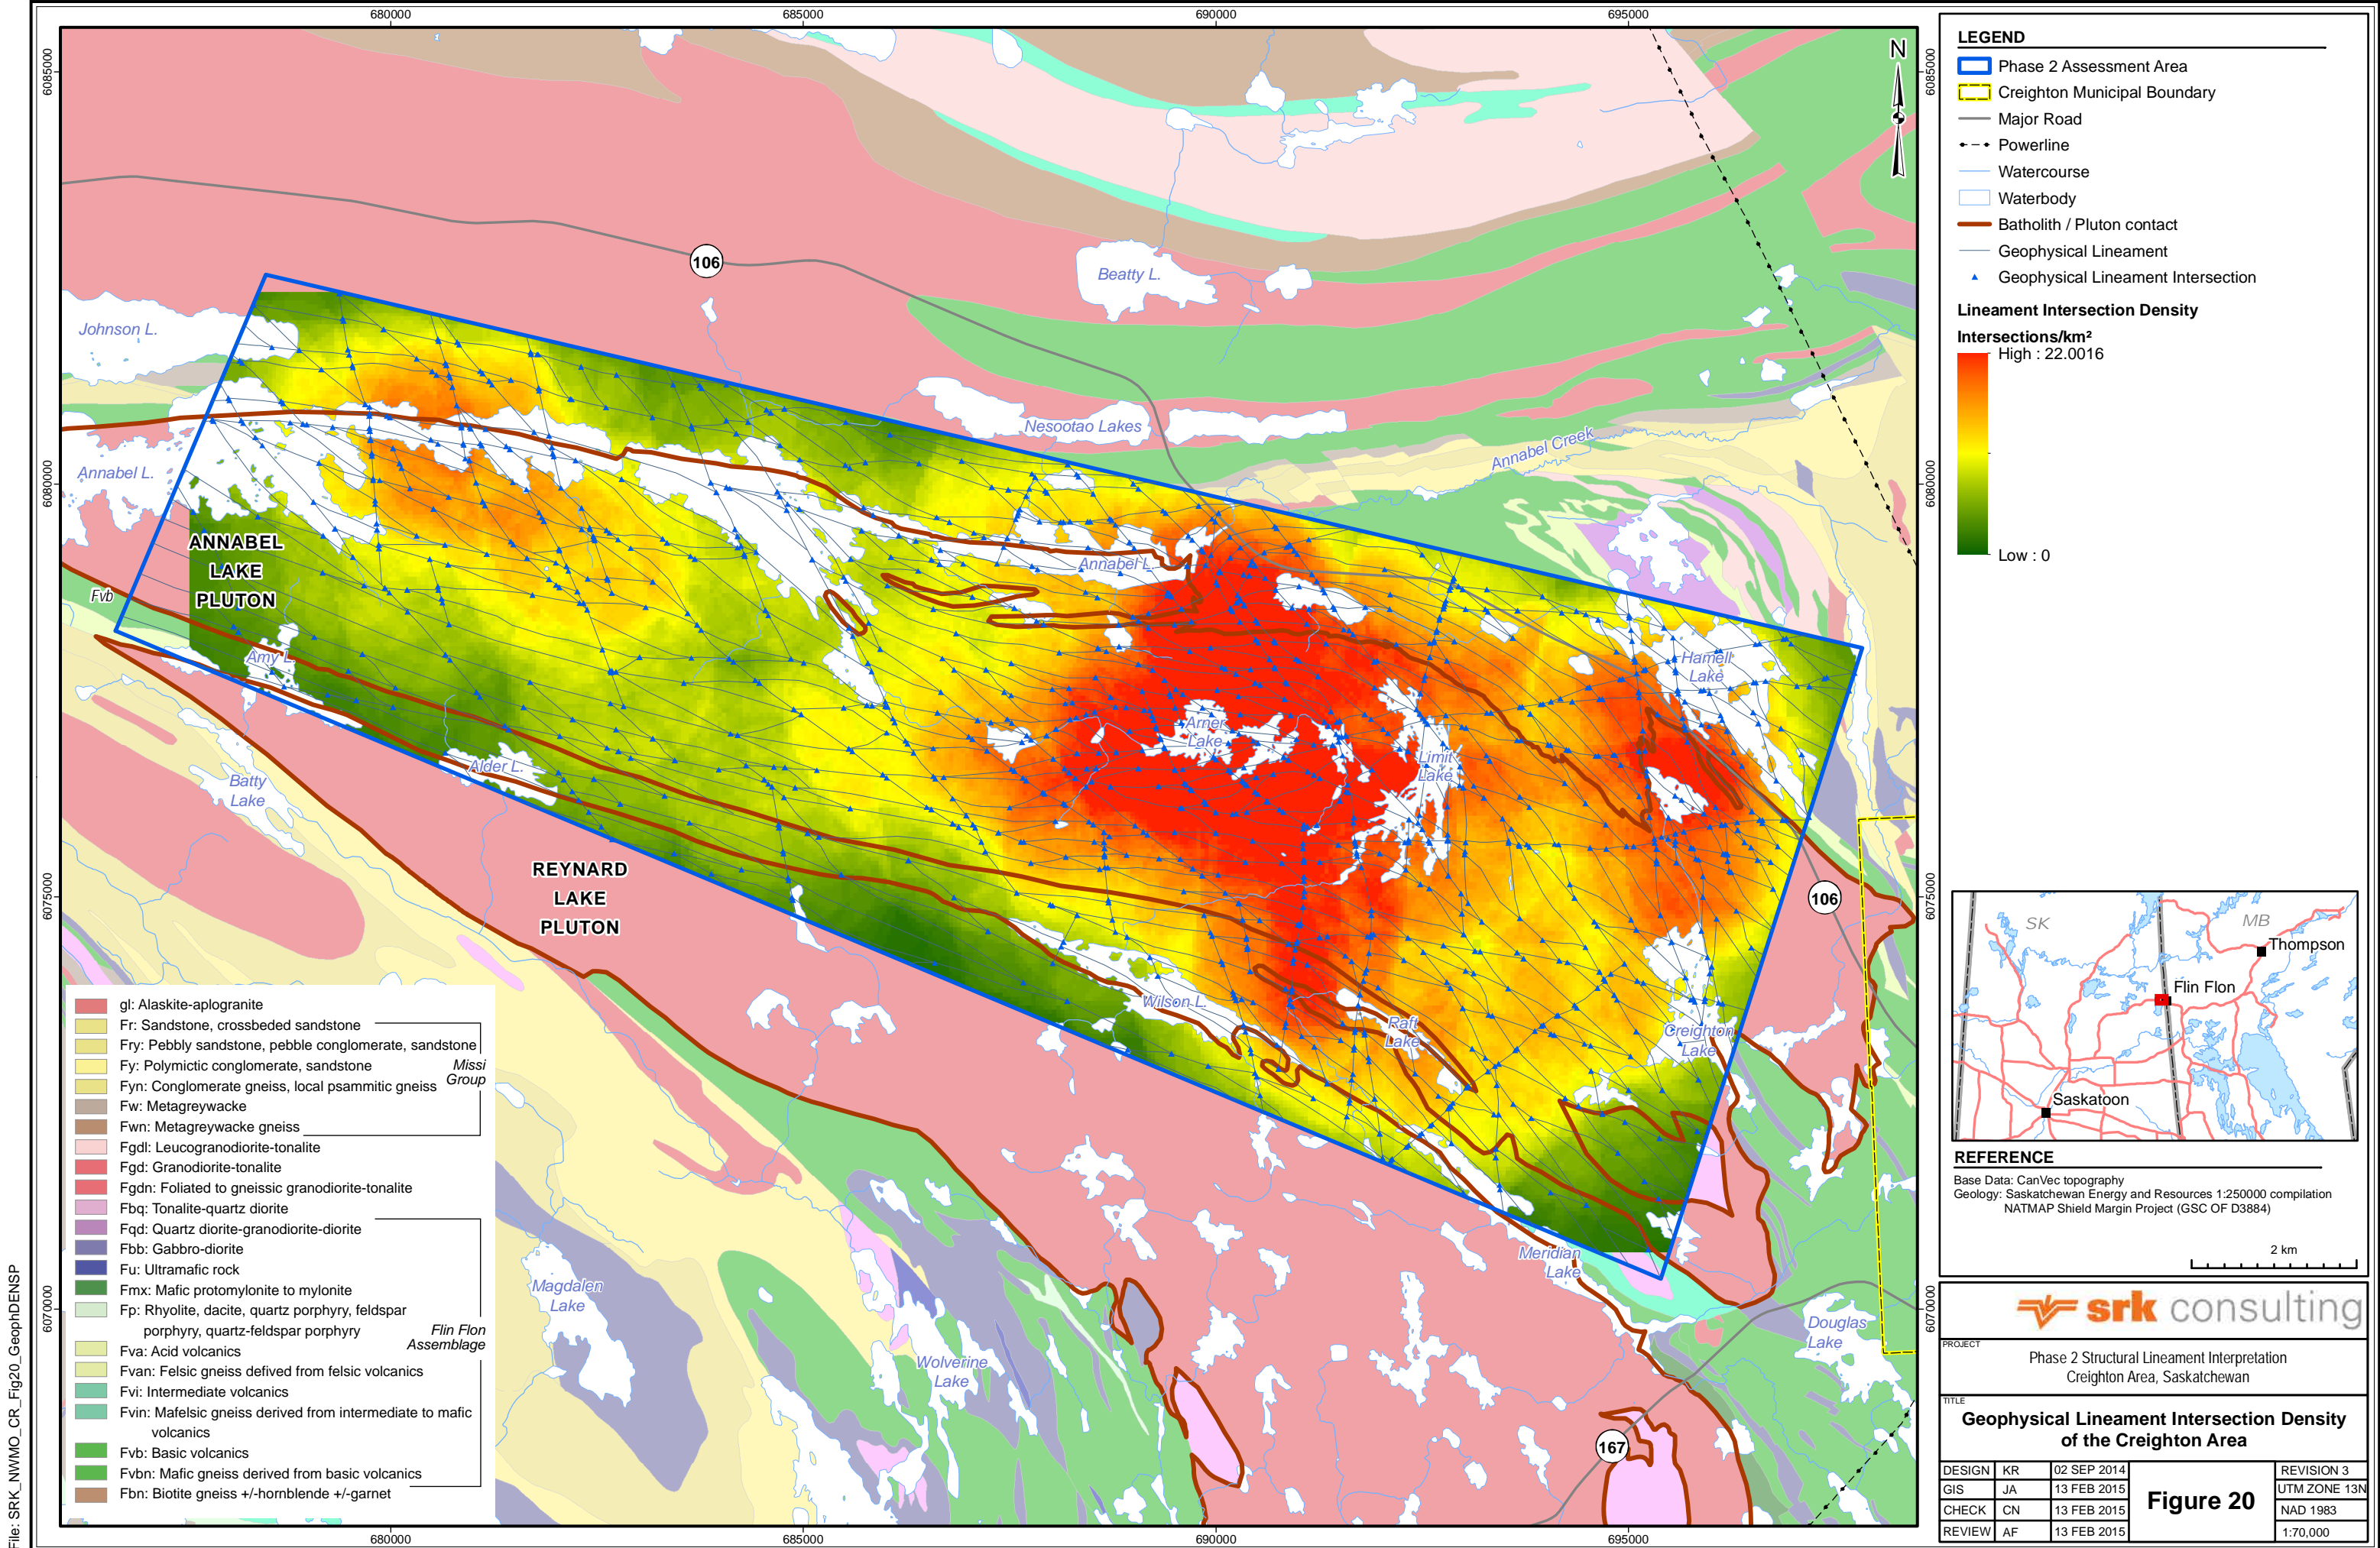 680000
685000
690000
695000
6085000
6080000
6075000
6070000
6085000
6080000
6075000
6070000
680000
685000
690000
695000
N
106
Beatty L.
Johnson L.
Nesootao Lakes
Annabel Creek
Annabel L.
ANNABEL
LAKE
PLUTON
Fvb
Annabel L.
Amy L.
Hamell
Lake
Arner
Lake
Limit
Lake
Alder L.
Batty
Lake
REYNARD
LAKE
PLUTON
106
Wilson L.
Raft
Lake
Creighton
Lake
Meridian
Lake
Magdalen
Lake
Wolverine
Lake
Douglas
Lake
167
gl: Alaskite-aplogranite
Fr: Sandstone, crossbeded sandstone
Fry: Pebbly sandstone, pebble conglomerate, sandstone
Fy: Polymictic conglomerate, sandstone
Fyn: Conglomerate gneiss, local psammitic gneiss
Missi
Group
Fw: Metagreywacke
Fwn: Metagreywacke gneiss
Fgdl: Leucogranodiorite-tonalite
Fgd: Granodiorite-tonalite
Fgdn: Foliated to gneissic granodiorite-tonalite
Fbq: Tonalite-quartz diorite
Fqd: Quartz diorite-granodiorite-diorite
Fbb: Gabbro-diorite
Fu: Ultramafic rock
Fmx: Mafic protomylonite to mylonite
Fp: Rhyolite, dacite, quartz porphyry, feldspar
porphyry, quartz-feldspar porphyry
Flin Flon
Assemblage
Fva: Acid volcanics
Fvan: Felsic gneiss defived from felsic volcanics
Fvi: Intermediate volcanics
Fvin: Mafelsic gneiss derived from intermediate to mafic
volcanics
Fvb: Basic volcanics
Fvbn: Mafic gneiss derived from basic volcanics
Fbn: Biotite gneiss +/-hornblende +/-garnet
File: SRK_NWMO_CR_Fig20_GeophDENSP
LEGEND
Phase 2 Assessment Area
Creighton Municipal Boundary
Major Road
Powerline
Watercourse
Waterbody
Batholith / Pluton contact
Geophysical Lineament
Geophysical Lineament Intersection
Lineament Intersection Density
Intersections/km²
High : 22.0016
Low : 0
SK
MB
Thompson
Flin Flon
Saskatoon
REFERENCE
Base Data: CanVec topography
Geology: Saskatchewan Energy and Resources 1:250000 compilation
NATMAP Shield Margin Project (GSC OF D3884)
2 km
srk consulting
PROJECT
Phase 2 Structural Lineament Interpretation
Creighton Area, Saskatchewan
TITLE
Geophysical Lineament Intersection Density
of the Creighton Area
DESIGN KR 02 SEP 2014
GIS JA 13 FEB 2015
CHECK CN 13 FEB 2015
REVIEW AF 13 FEB 2015
Figure 20
REVISION 3
UTM ZONE 13N
NAD 1983
1:70,000